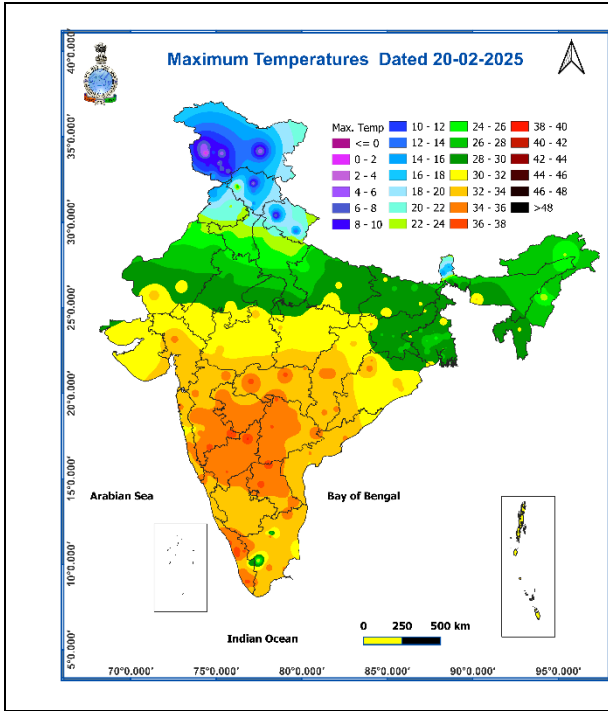 Maximum Temperatures Dated 20-02-2025
Max. Temp
<= 0
0 - 2
2 - 4
4 - 6
6 - 8
8 - 10
10 - 12
12 - 14
14 - 16
16 - 18
18 - 20
20 - 22
22 - 24
24 - 26
26 - 28
28 - 30
30 - 32
32 - 34
34 - 36
36 - 38
38 - 40
40 - 42
42 - 44
44 - 46
46 - 48
>48
40°0.000'
35°0.000'
30°0.000'
25°0.000'
20°0.000'
15°0.000'
10°0.000'
5°0.000'
Arabian Sea
Bay of Bengal
Indian Ocean
0 250 500 km
70°0.000' 75°0.000' 80°0.000' 85°0.000' 90°0.000' 95°0.000'